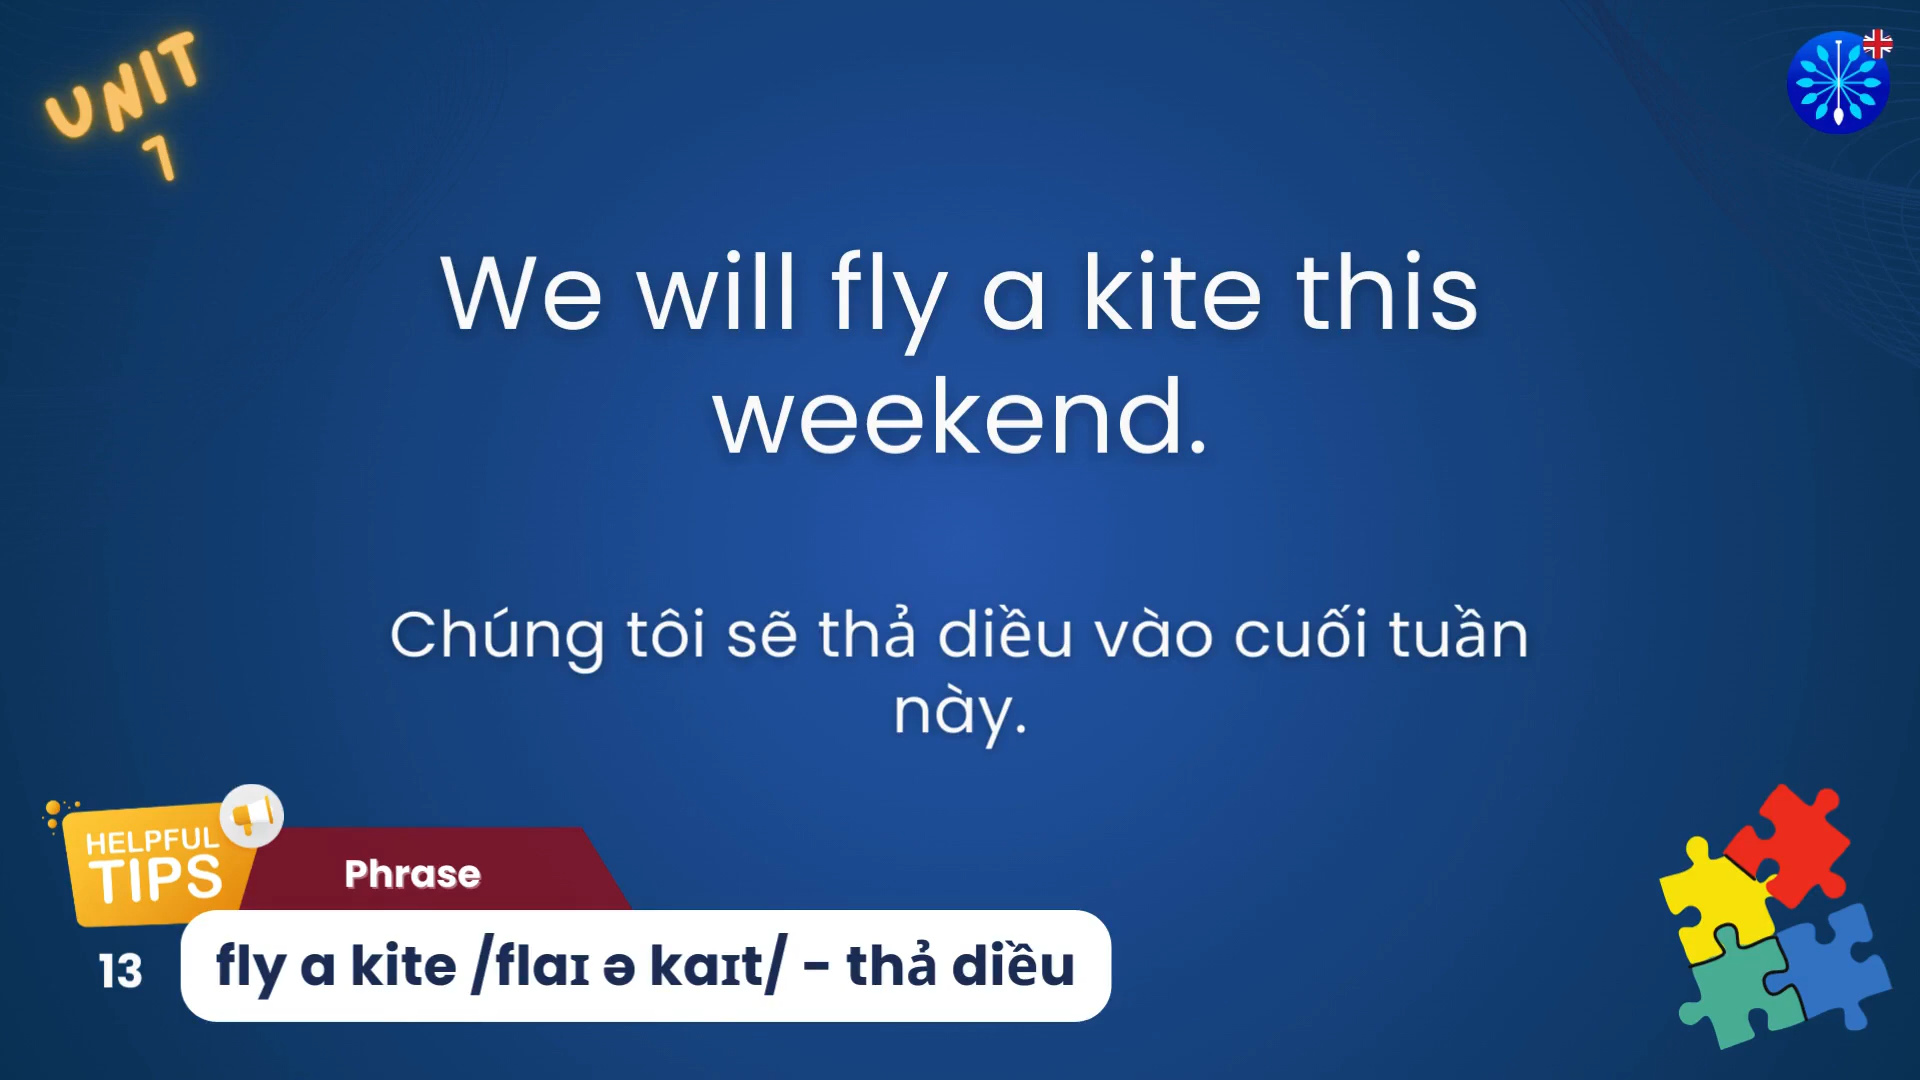 UNIT
7
We will fly a kite this
weekend.
Chúng tôi sẽ thả diều vào cuối tuần
này.
HELPFUL
TIPS
Phrase
13
fly a kite /flaɪ ə kaɪt/ - thả diều